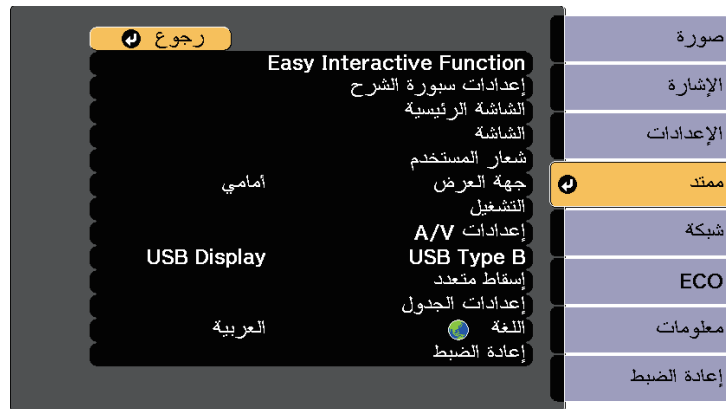 صورة
الإشارة
الإعدادات
ممتد
شبكة
ECO
معلومات
إعادة الضبط
رجوع
Easy Interactive Function
إعدادات سبورة الشرح
الشاشة الرئيسية
الشاشة
شعار المستخدم
جهة العرض أمامي
التشغيل
إعدادات A/V
USB Type B USB Display
إسقاط متعدد
إعدادات الجدول
اللغة العربية
إعادة الضبط